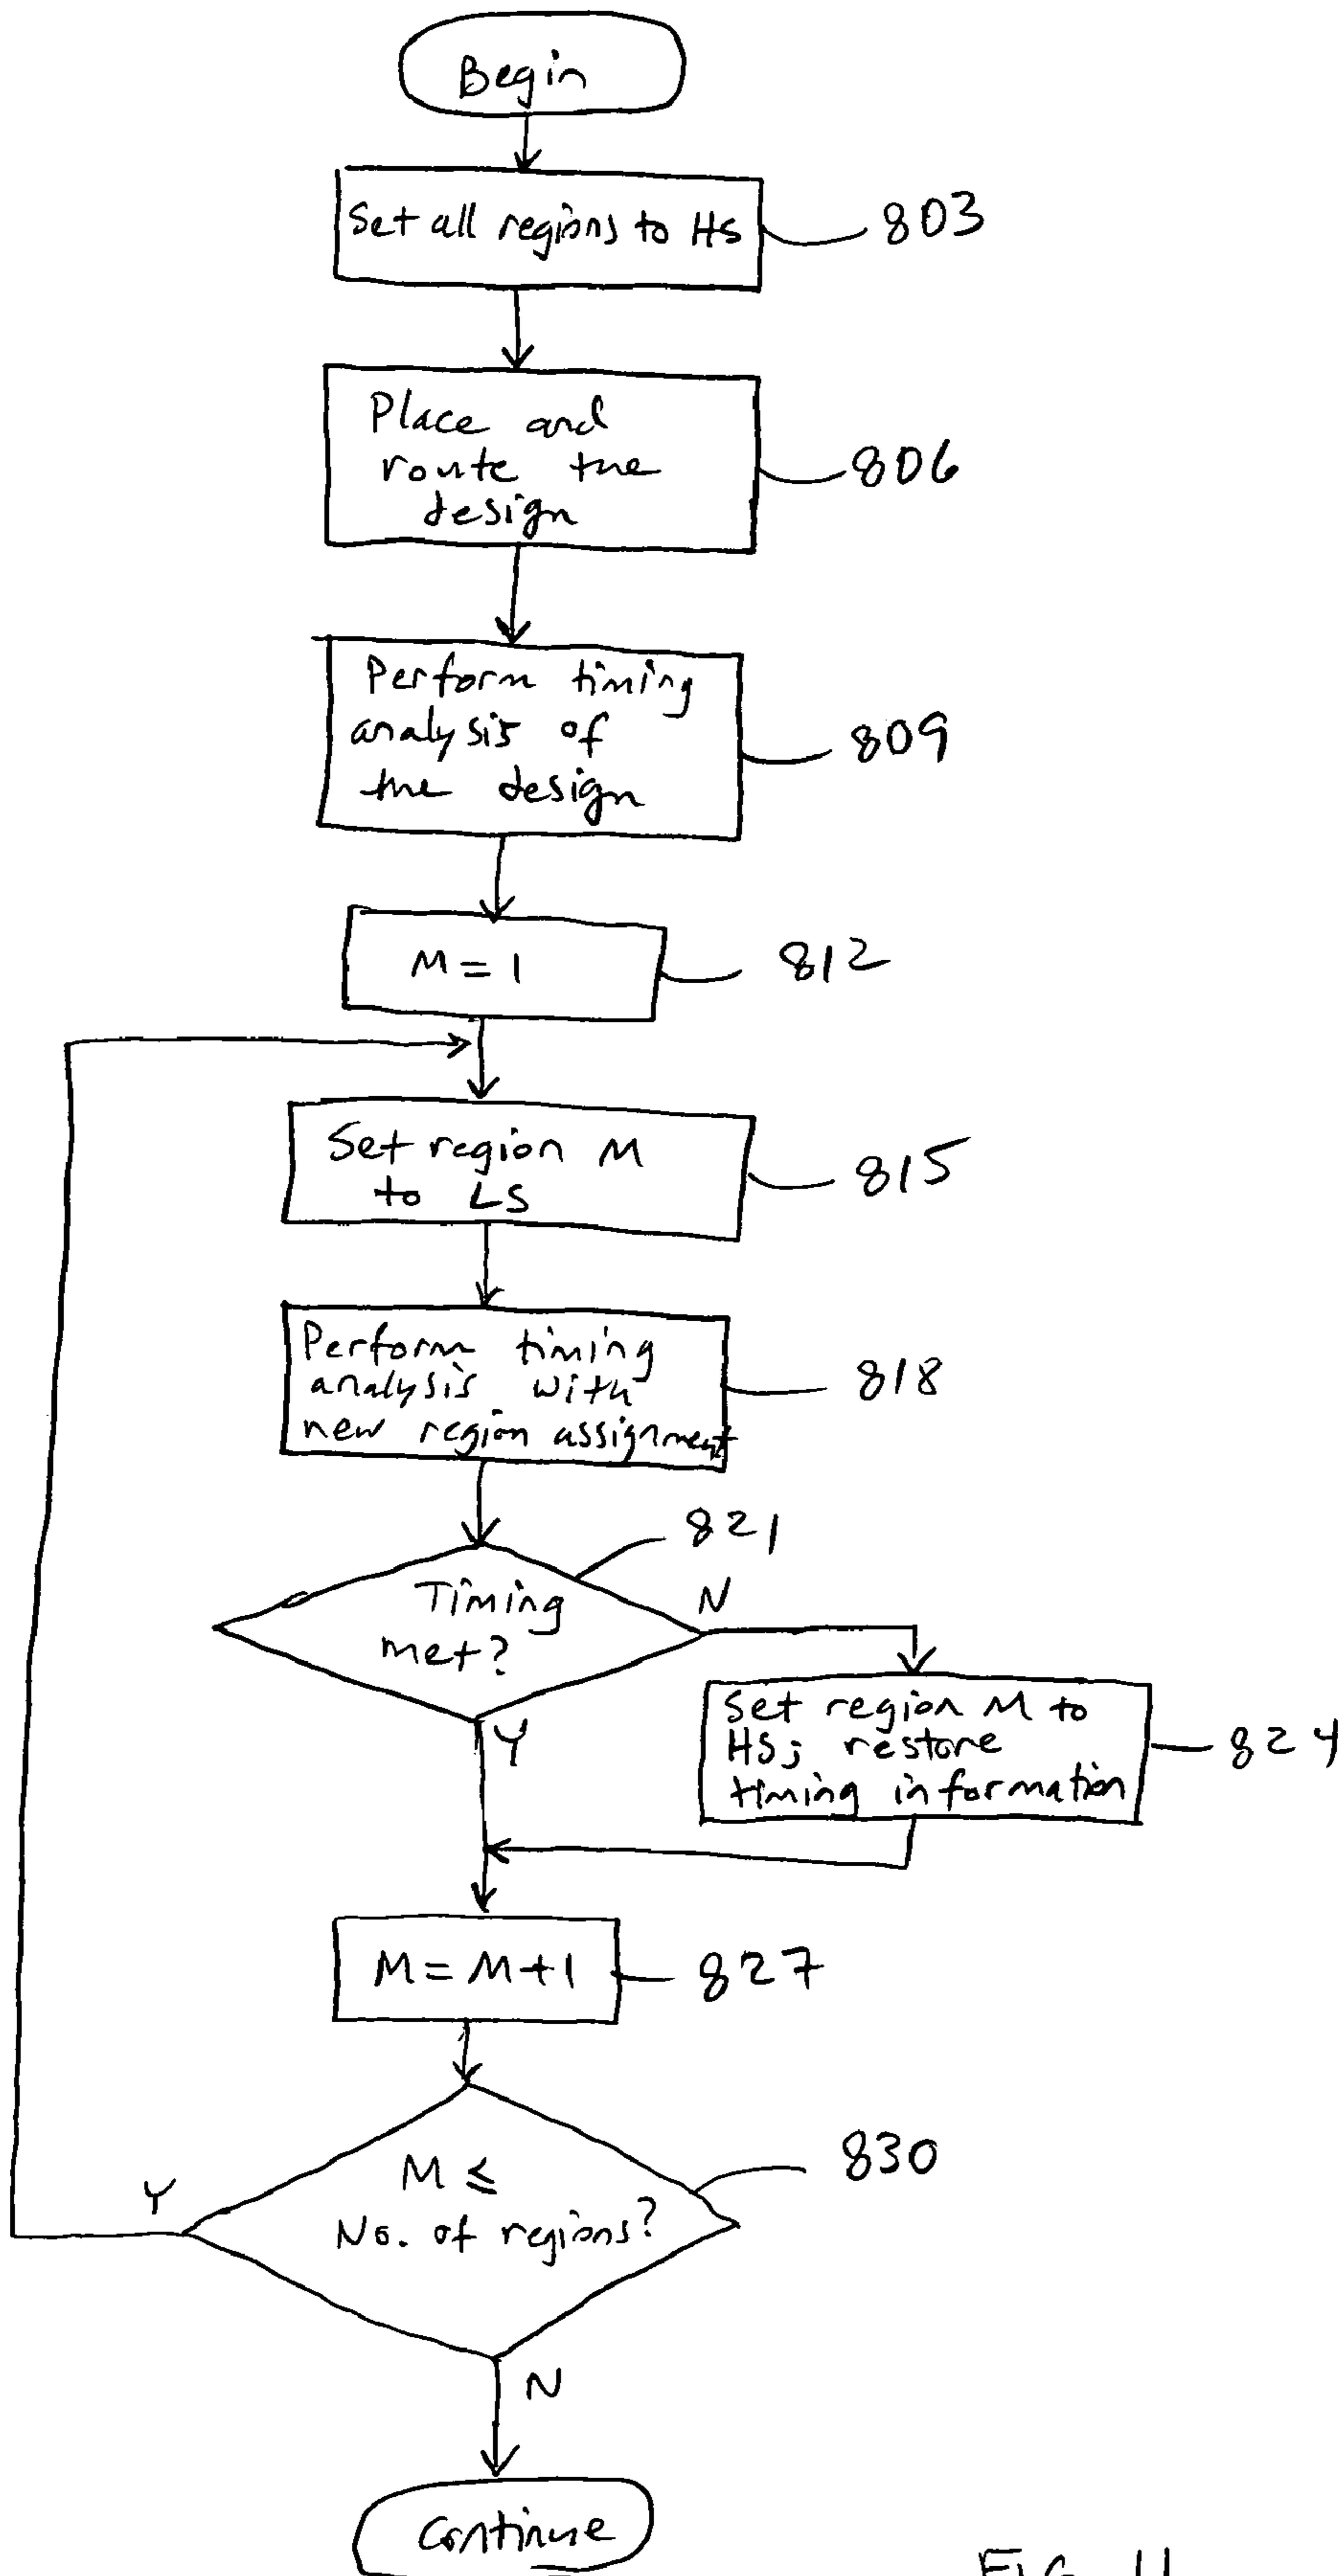 Begin
Set all regions to HS
803
Place and
route the
design
806
Perform timing
analysis of
the design
809
M = 1
812
Set region M
to LS
815
Perform timing
analysis with
new region assignment
818
821
Timing
met?
N
Y
Set region M to
HS; restore
timing information
824
M = M + 1
827
M ≤
No. of regions?
830
Y
N
Continue
FIG. 11